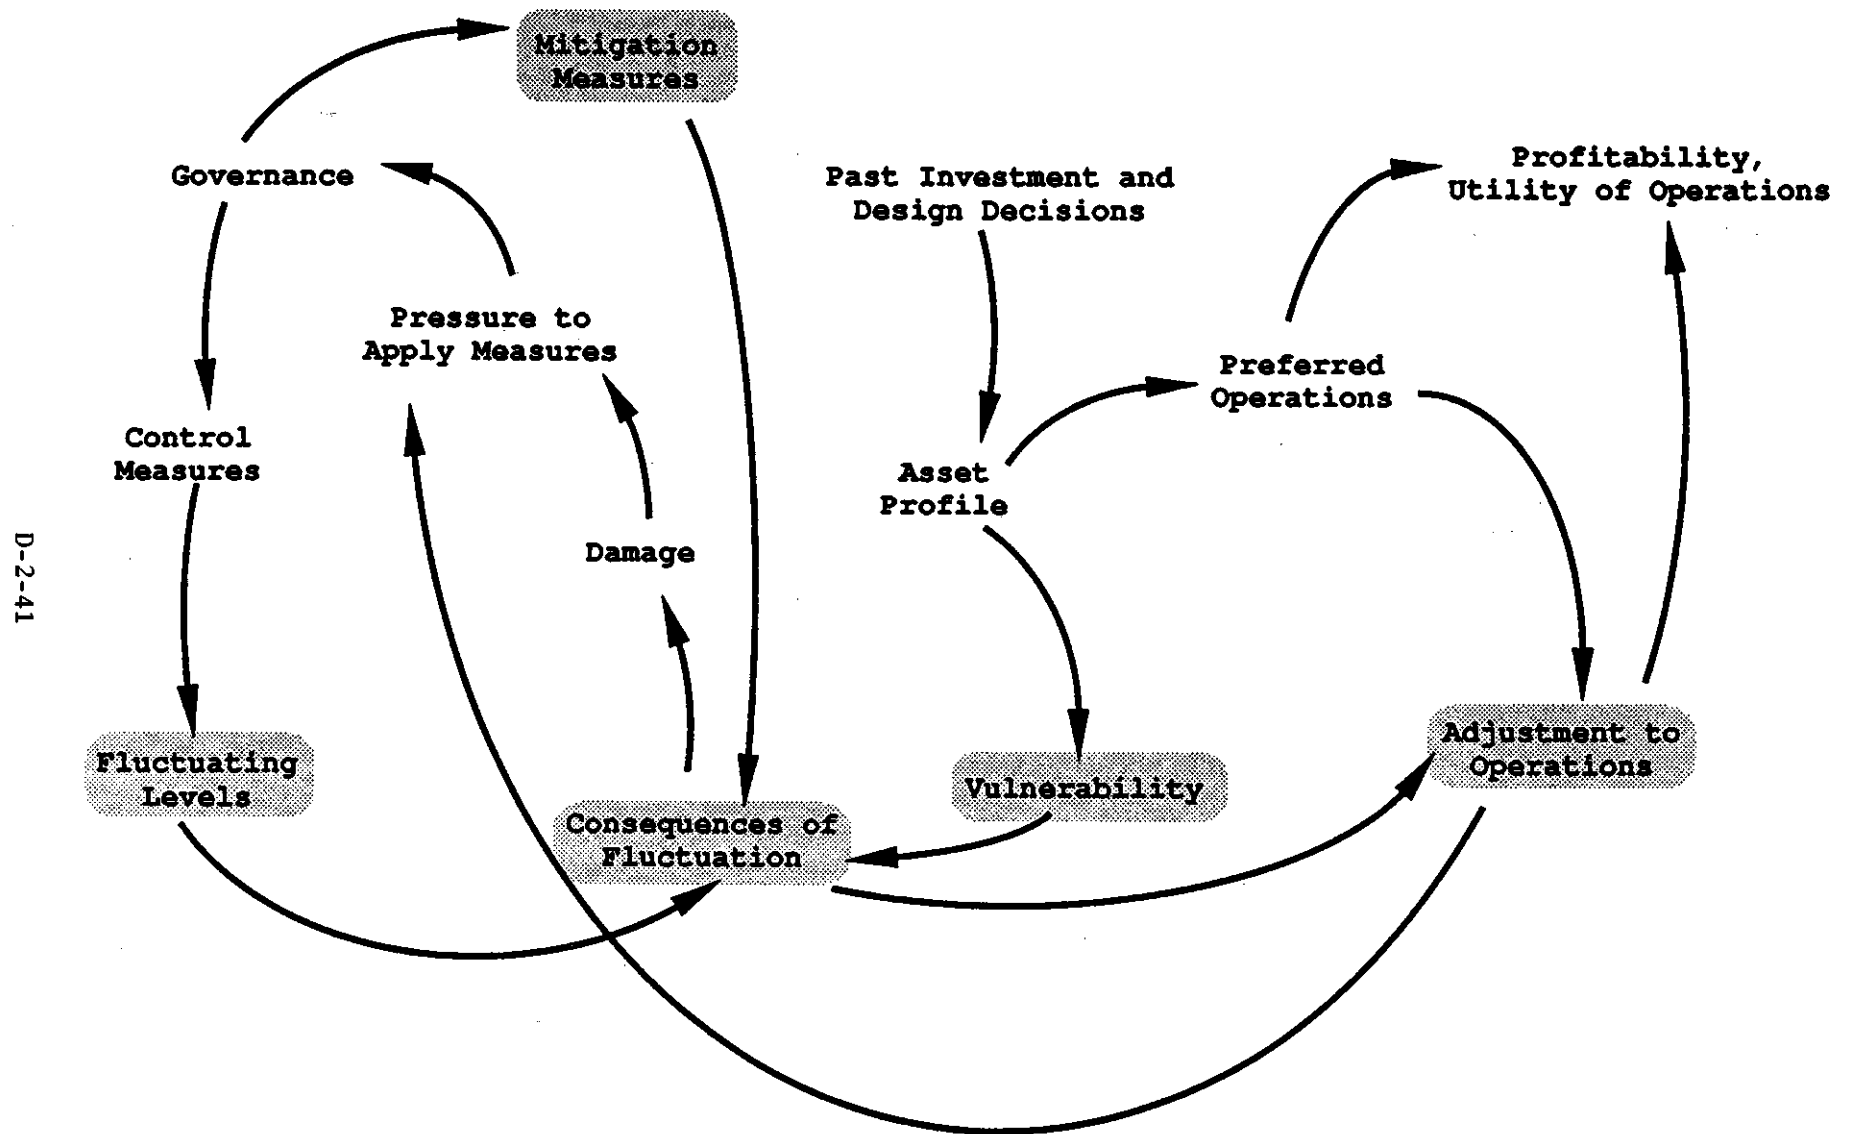 Mitigation
Measures
Governance
Past Investment and
Design Decisions
Profitability,
Utility of Operations
Pressure to
Apply Measures
Preferred
Operations
Control
Measures
Asset
Profile
Damage
D-2-41
Fluctuating
Levels
Vulnerability
Adjustment to
Operations
Consequences of
Fluctuation